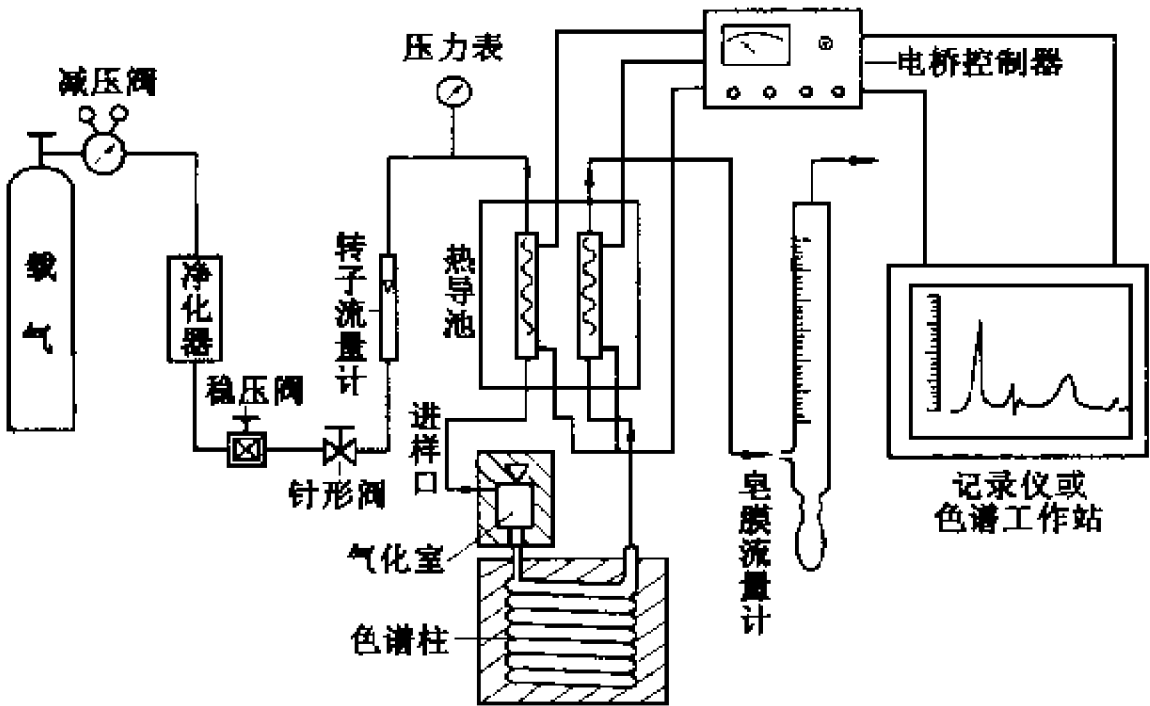 压力表
减压阀
电桥控制器
载气
净化器
转子流量计
热导池
稳压阀
针形阀
进样口
气化室
色谱柱
皂膜流量计
记录仪或
色谱工作站